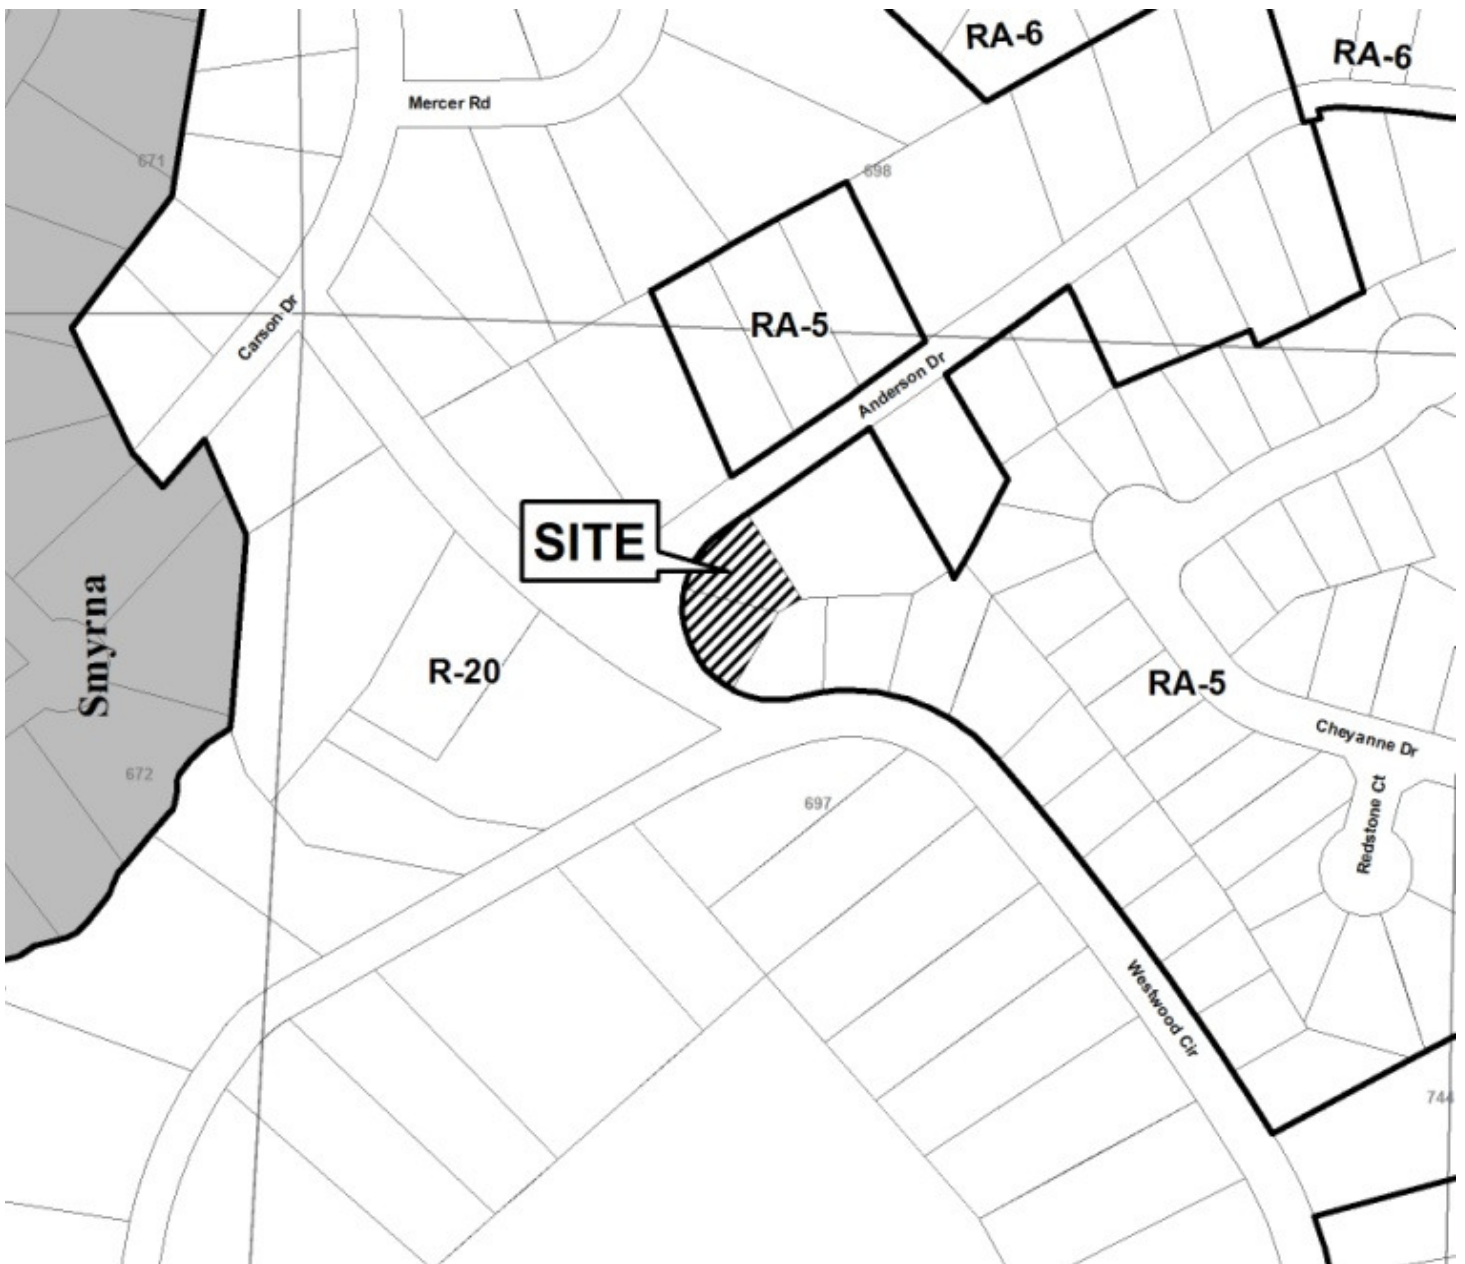 RA-6
RA-6
Mercer Rd
671
698
Carson Dr
RA-5
Anderson Dr
SITE
Smyrna
R-20
RA-5
Cheyanne Dr
672
697
Redstone Ct
Westwood Cir
744